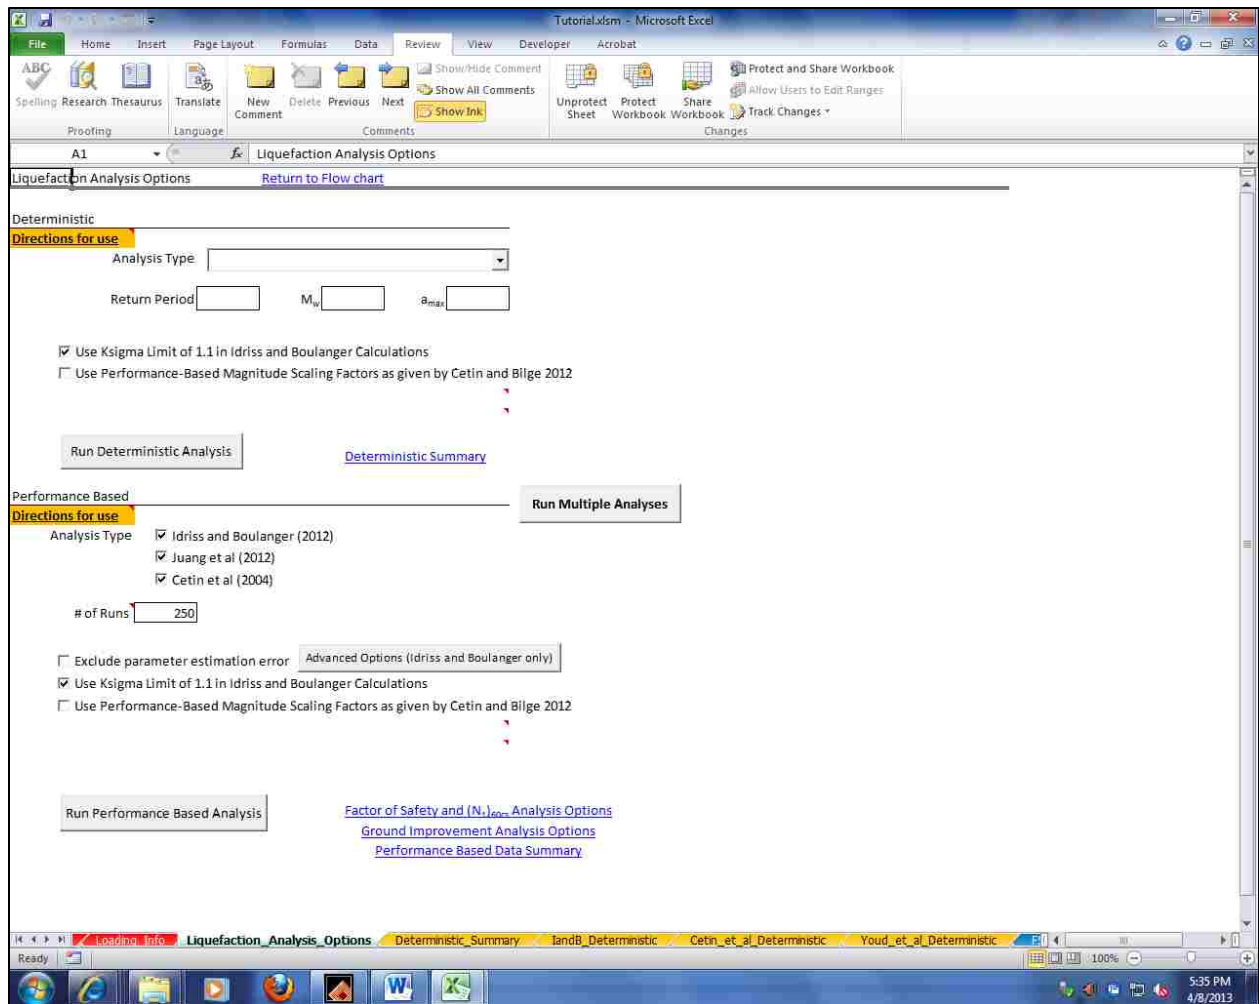 Tutorial.xlsm - Microsoft Excel
File Home Insert Page Layout Formulas Data Review View Developer Acrobat
ABC
Spelling Research Thesaurus Translate New Comment Delete Previous Next Show/Hide Comment Show All Comments Show Ink Unprotect Sheet Protect Workbook Share Workbook Protect and Share Workbook Allow Users to Edit Ranges Track Changes
Proofing Language Comments Changes
A1 fx Liquefaction Analysis Options
Liquefaction Analysis Options Return to Flow chart
Deterministic
Directions for use
Analysis Type
Return Period Mw amax
Use Ksigma Limit of 1.1 in Idriss and Boulanger Calculations
Use Performance-Based Magnitude Scaling Factors as given by Cetin and Bilge 2012
Run Deterministic Analysis Deterministic Summary
Performance Based
Run Multiple Analyses
Directions for use
Analysis Type Idriss and Boulanger (2012)
Juang et al (2012)
Cetin et al (2004)
# of Runs 250
Exclude parameter estimation error Advanced Options (Idriss and Boulanger only)
Use Ksigma Limit of 1.1 in Idriss and Boulanger Calculations
Use Performance-Based Magnitude Scaling Factors as given by Cetin and Bilge 2012
Run Performance Based Analysis Factor of Safety and (N1)60cs Analysis Options
Ground Improvement Analysis Options
Performance Based Data Summary
Loading_Info Liquefaction_Analysis_Options Deterministic_Summary IandB_Deterministic Cetin_et_al_Deterministic Youd_et_al_Deterministic
Ready 100%
5:35 PM
4/8/2013